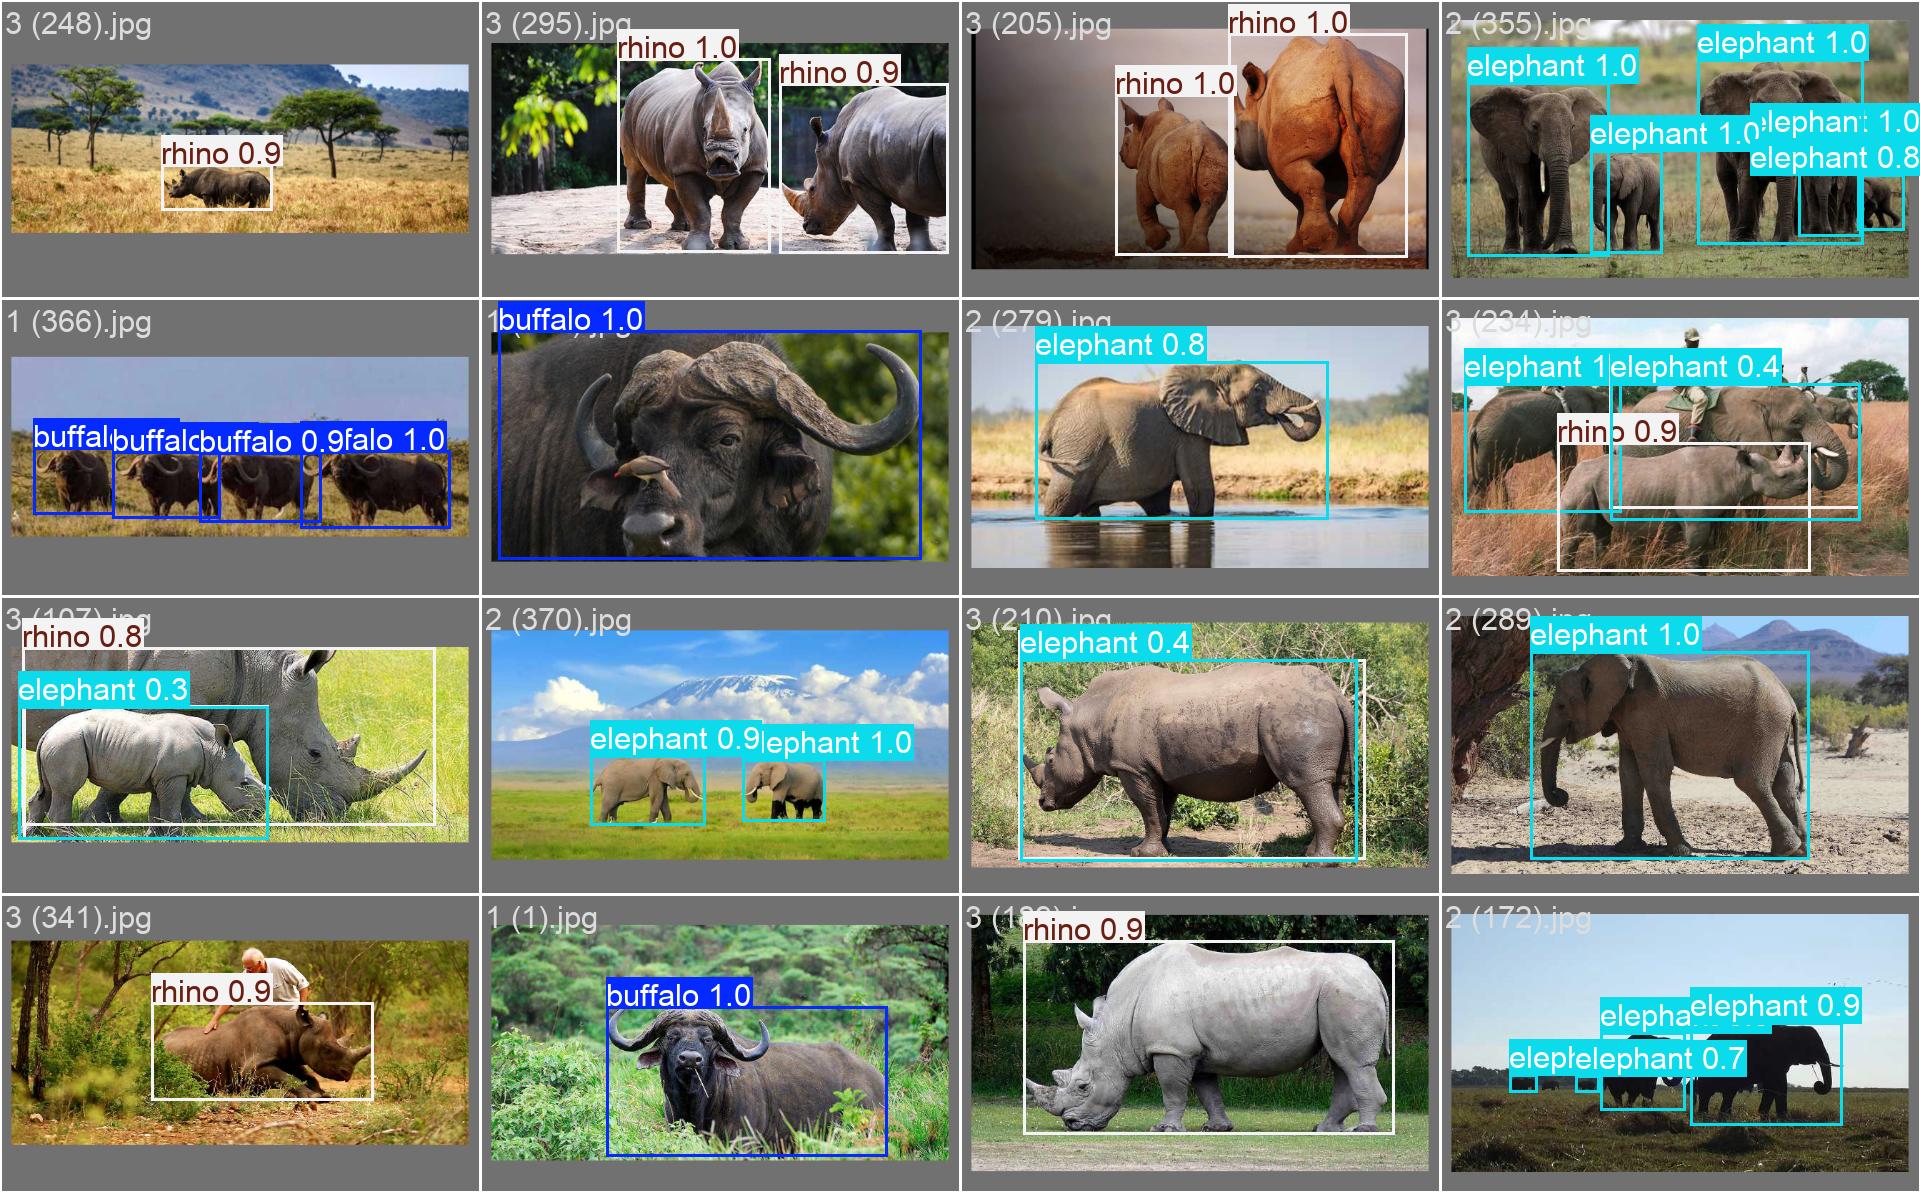 3 (248).jpg
rhino 0.9
3 (295).jpg
rhino 1.0
rhino 0.9
3 (205).jpg
rhino 1.0
rhino 1.0
2 (355).jpg
elephant 1.0
elephant 1.0
elephant 1.0
elephant 1.0
elephant 0.8
1 (366).jpg
buffal
buffalo
buffalo 0.9
falo 1.0
buffalo 1.0
2 (279).jpg
elephant 0.8
3 (234).jpg
elephant 1
elephant 0.4
rhino 0.9
3 (107).jpg
rhino 0.8
elephant 0.3
2 (370).jpg
elephant 0.9
lephant 1.0
3 (210).jpg
elephant 0.4
2 (289).jpg
elephant 1.0
3 (341).jpg
rhino 0.9
1 (1).jpg
buffalo 1.0
rhino 0.9
2 (172).jpg
elepha
elephant 0.9
elephant 0.7